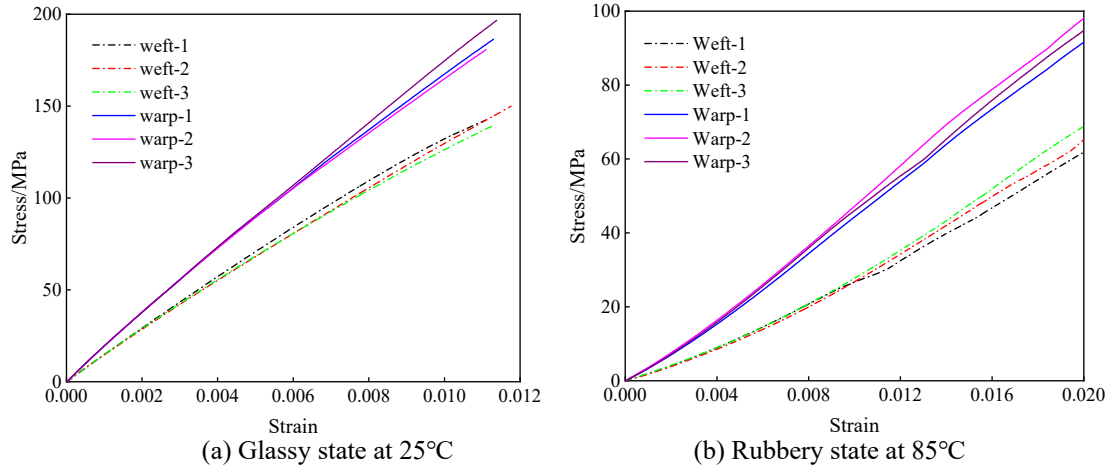 200
150
100
50
0
Stress/MPa
weft-1
weft-2
weft-3
warp-1
warp-2
warp-3
0.000 0.002 0.004 0.006 0.008 0.010 0.012
Strain
(a) Glassy state at 25℃
100
80
60
40
20
0
Stress/MPa
Weft-1
Weft-2
Weft-3
Warp-1
Warp-2
Warp-3
0.000 0.004 0.008 0.012 0.016 0.020
Strain
(b) Rubbery state at 85℃